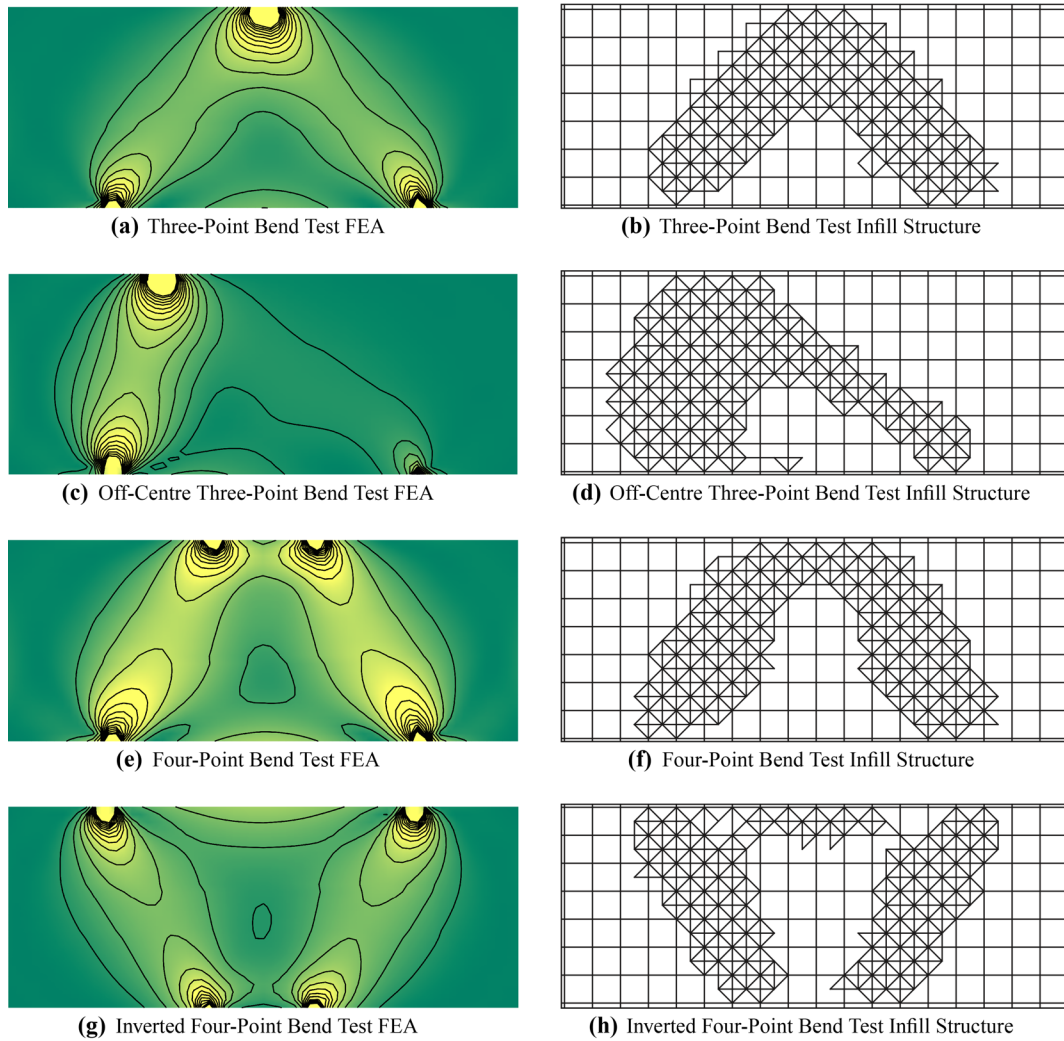 (a) Three-Point Bend Test FEA
(b) Three-Point Bend Test Infill Structure
(c) Off-Centre Three-Point Bend Test FEA
(d) Off-Centre Three-Point Bend Test Infill Structure
(e) Four-Point Bend Test FEA
(f) Four-Point Bend Test Infill Structure
(g) Inverted Four-Point Bend Test FEA
(h) Inverted Four-Point Bend Test Infill Structure